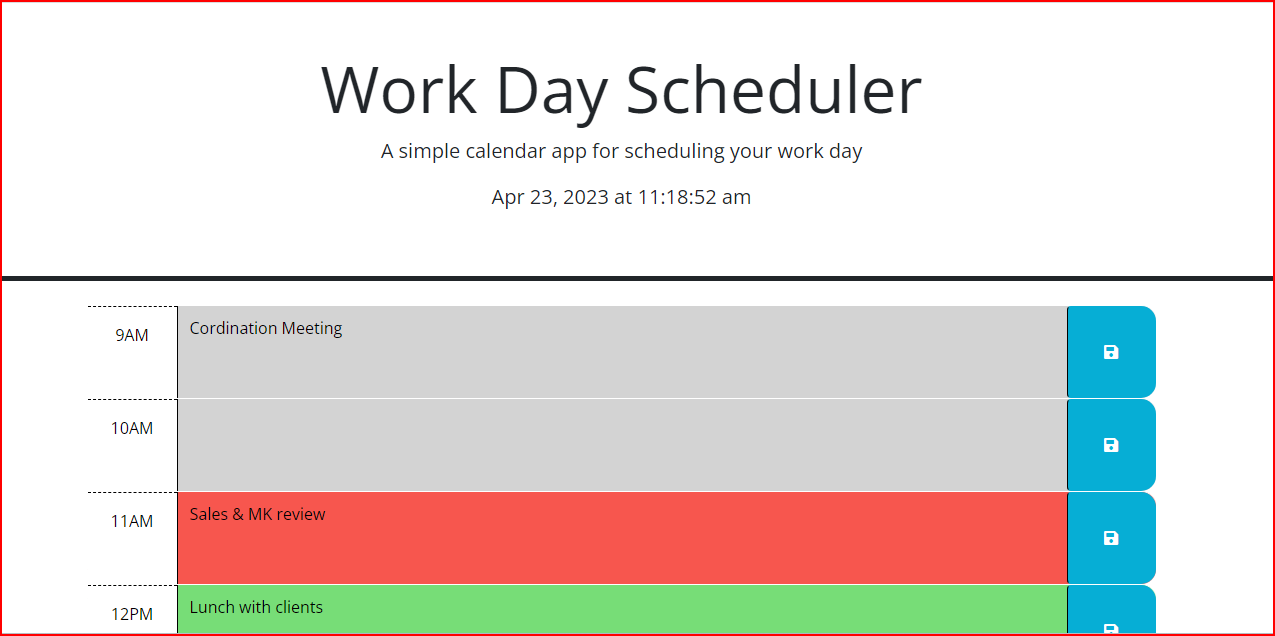 Work Day Scheduler
A simple calendar app for scheduling your work day
Apr 23, 2023 at 11:18:52 am
9AM Cordination Meeting
10AM
11AM Sales & MK review
12PM Lunch with clients